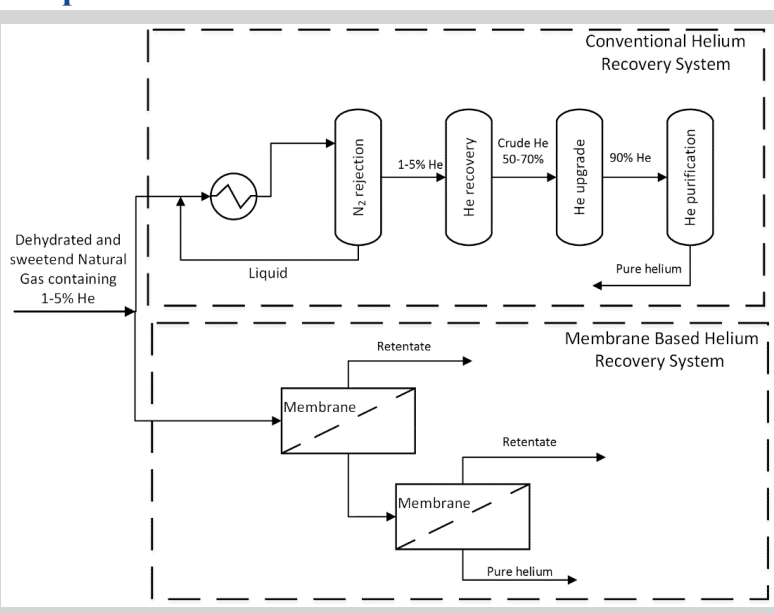 Conventional Helium
Recovery System
N₂ rejection
1-5% He
He recovery
Crude He
50-70%
He upgrade
90% He
He purification
Liquid
Pure helium
Dehydrated and
sweetend Natural
Gas containing
1-5% He
Membrane Based Helium
Recovery System
Retentate
Membrane
Retentate
Membrane
Pure helium